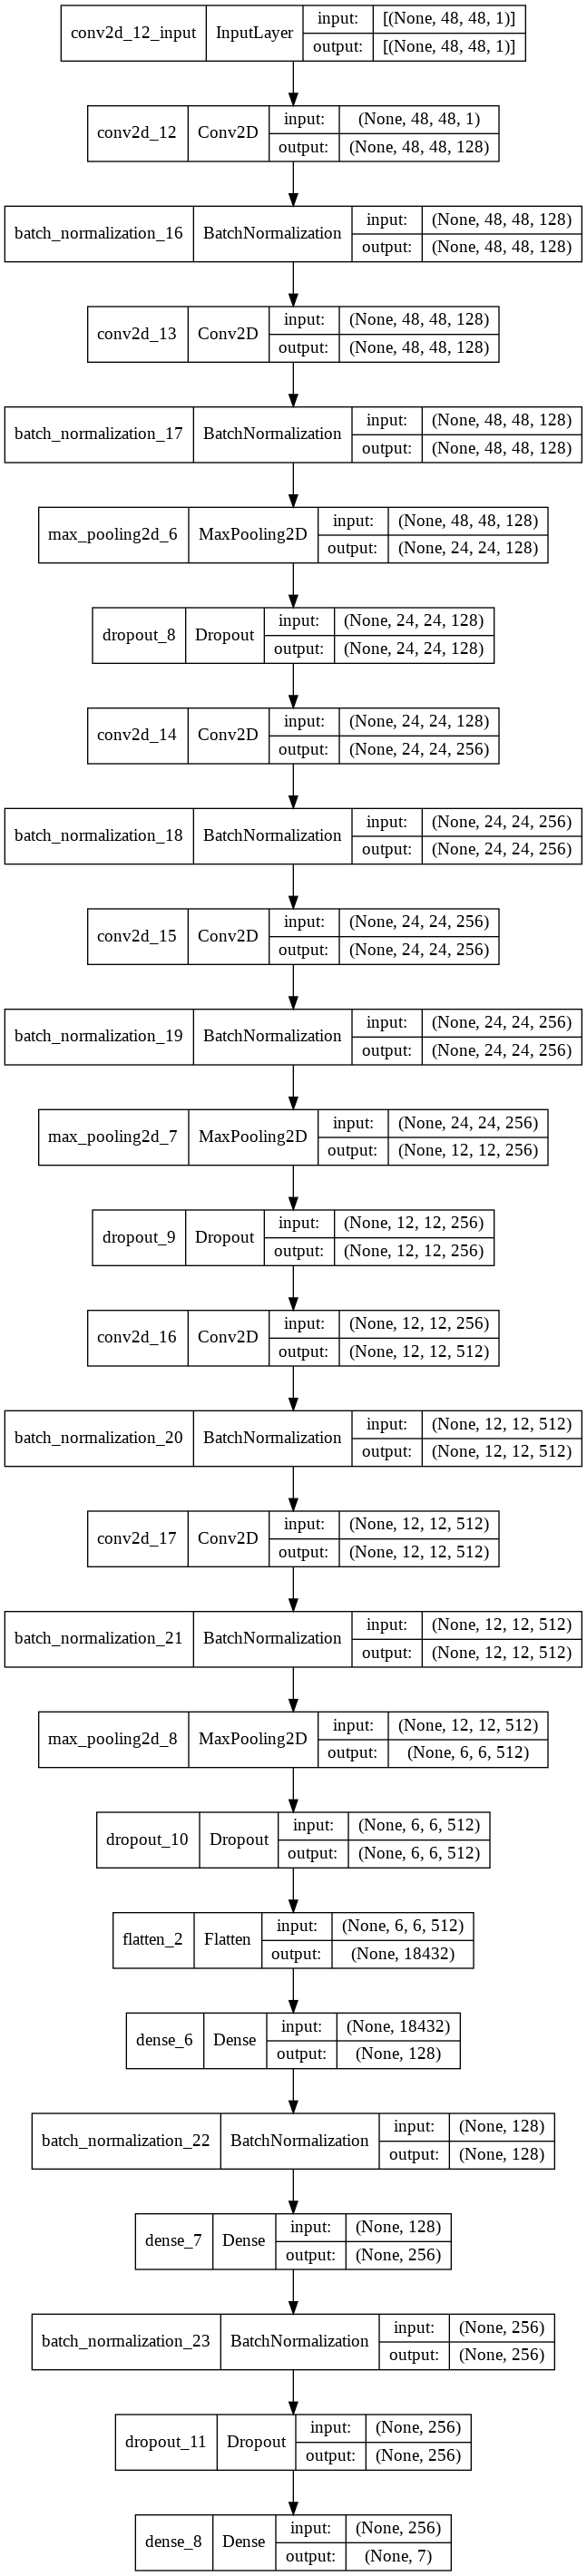 conv2d_12_input InputLayer input: [(None, 48, 48, 1)]
output: [(None, 48, 48, 1)]
conv2d_12 Conv2D input: (None, 48, 48, 1)
output: (None, 48, 48, 128)
batch_normalization_16 BatchNormalization input: (None, 48, 48, 128)
output: (None, 48, 48, 128)
conv2d_13 Conv2D input: (None, 48, 48, 128)
output: (None, 48, 48, 128)
batch_normalization_17 BatchNormalization input: (None, 48, 48, 128)
output: (None, 48, 48, 128)
max_pooling2d_6 MaxPooling2D input: (None, 48, 48, 128)
output: (None, 24, 24, 128)
dropout_8 Dropout input: (None, 24, 24, 128)
output: (None, 24, 24, 128)
conv2d_14 Conv2D input: (None, 24, 24, 128)
output: (None, 24, 24, 256)
batch_normalization_18 BatchNormalization input: (None, 24, 24, 256)
output: (None, 24, 24, 256)
conv2d_15 Conv2D input: (None, 24, 24, 256)
output: (None, 24, 24, 256)
batch_normalization_19 BatchNormalization input: (None, 24, 24, 256)
output: (None, 24, 24, 256)
max_pooling2d_7 MaxPooling2D input: (None, 24, 24, 256)
output: (None, 12, 12, 256)
dropout_9 Dropout input: (None, 12, 12, 256)
output: (None, 12, 12, 256)
conv2d_16 Conv2D input: (None, 12, 12, 256)
output: (None, 12, 12, 512)
batch_normalization_20 BatchNormalization input: (None, 12, 12, 512)
output: (None, 12, 12, 512)
conv2d_17 Conv2D input: (None, 12, 12, 512)
output: (None, 12, 12, 512)
batch_normalization_21 BatchNormalization input: (None, 12, 12, 512)
output: (None, 12, 12, 512)
max_pooling2d_8 MaxPooling2D input: (None, 12, 12, 512)
output: (None, 6, 6, 512)
dropout_10 Dropout input: (None, 6, 6, 512)
output: (None, 6, 6, 512)
flatten_2 Flatten input: (None, 6, 6, 512)
output: (None, 18432)
dense_6 Dense input: (None, 18432)
output: (None, 128)
batch_normalization_22 BatchNormalization input: (None, 128)
output: (None, 128)
dense_7 Dense input: (None, 128)
output: (None, 256)
batch_normalization_23 BatchNormalization input: (None, 256)
output: (None, 256)
dropout_11 Dropout input: (None, 256)
output: (None, 256)
dense_8 Dense input: (None, 256)
output: (None, 7)